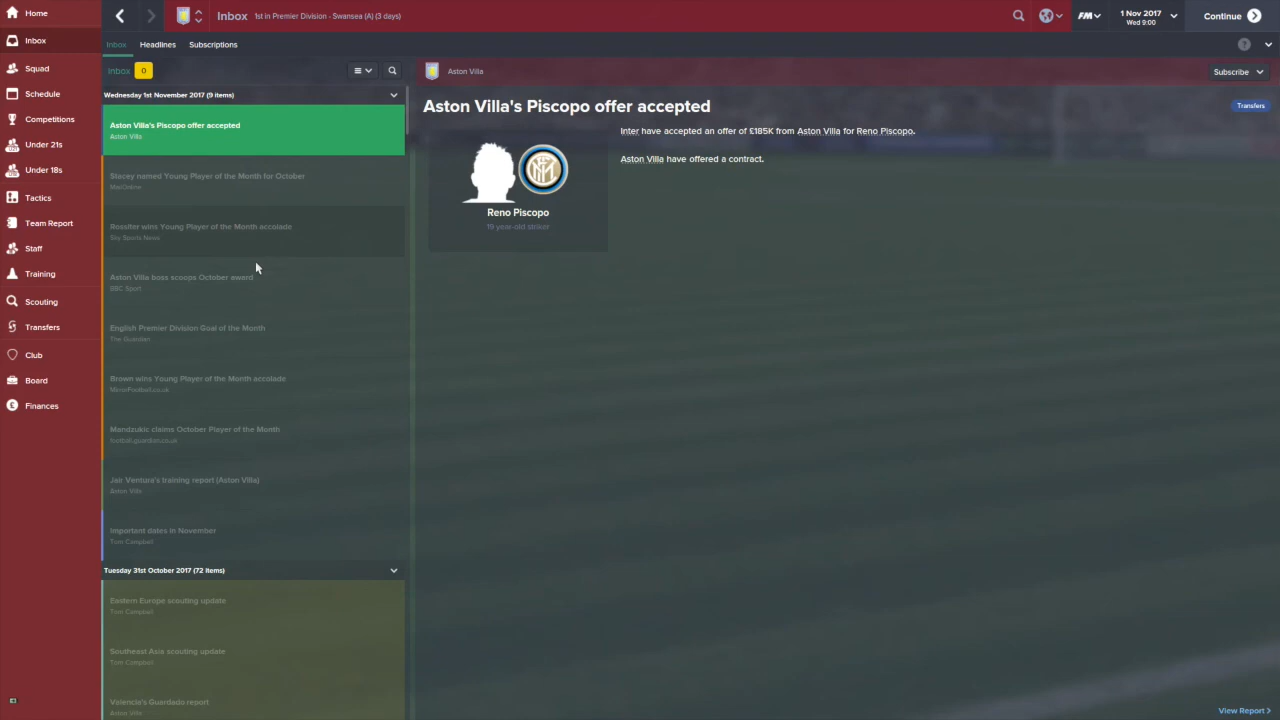 Home
Inbox
Squad
Schedule
Competitions
Under 21s
Under 18s
Tactics
Team Report
Staff
Training
Scouting
Transfers
Club
Board
Finances
Inbox 1st in Premier Division - Swansea (A) (3 days)
FM
1 Nov 2017
Wed 9:00
Continue
Inbox Headlines Subscriptions
Inbox 0
Wednesday 1st November 2017 (9 items)
Aston Villa's Piscopo offer accepted
Aston Villa
Stacey named Young Player of the Month for October
MailOnline
Rossiter wins Young Player of the Month accolade
Sky Sports News
Aston Villa boss scoops October award
BBC Sport
English Premier Division Goal of the Month
The Guardian
Brown wins Young Player of the Month accolade
MirrorFootball.co.uk
Mandzukic claims October Player of the Month
football.guardian.co.uk
Jair Ventura's training report (Aston Villa)
Aston Villa
Important dates in November
Tom Campbell
Tuesday 31st October 2017 (72 items)
Eastern Europe scouting update
Tom Campbell
Southeast Asia scouting update
Tom Campbell
Valencia's Guardado report
Aston Villa
Aston Villa
Subscribe
Aston Villa's Piscopo offer accepted
Transfers
Inter have accepted an offer of £185K from Aston Villa for Reno Piscopo.
Aston Villa have offered a contract.
Reno Piscopo
19 year-old striker
View Report